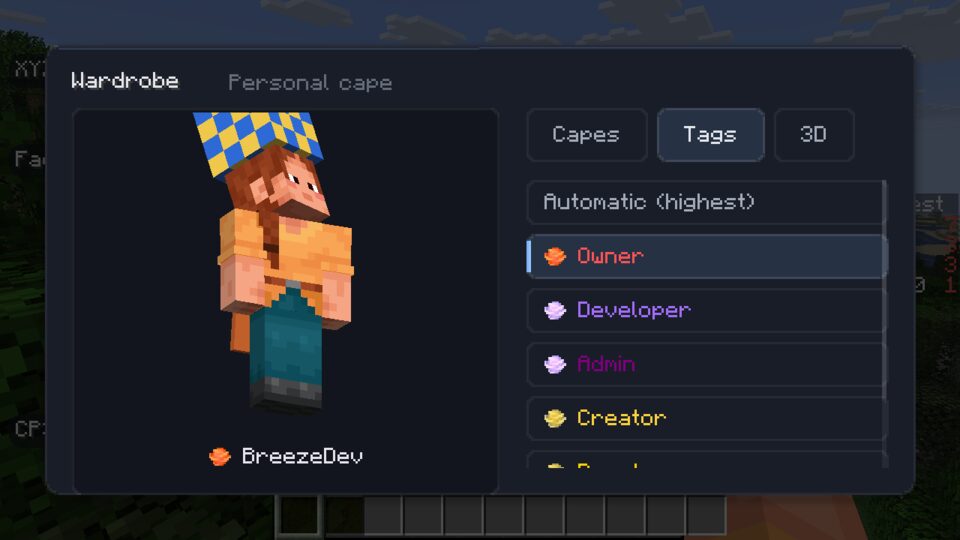 Wardrobe
Personal cape
Capes
Tags
3D
Automatic (highest)
Owner
Developer
Admin
Creator
BreezeDev